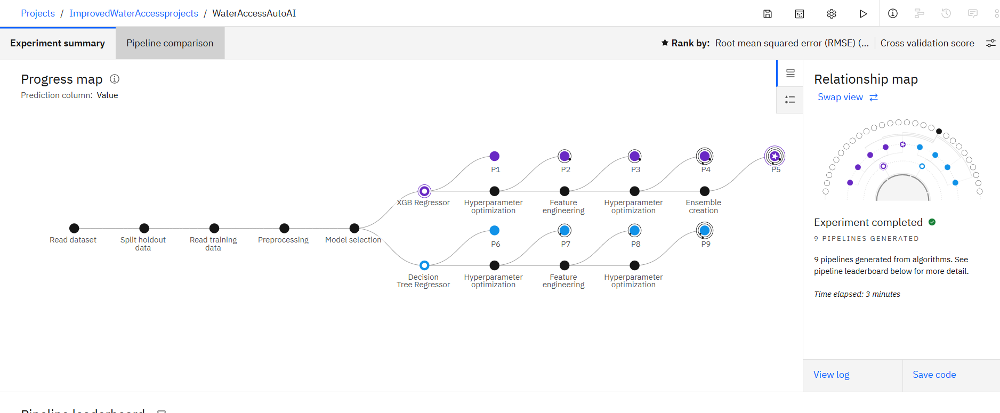 Projects / ImprovedWaterAccessprojects / WaterAccessAutoAI
Experiment summary
Pipeline comparison
Rank by: Root mean squared error (RMSE) (... | Cross validation score
Progress map
Prediction column: Value
P1
P2
P3
P4
P5
XGB Regressor
Hyperparameter
optimization
Feature
engineering
Hyperparameter
optimization
Ensemble
creation
Read dataset
Split holdout
data
Read training
data
Preprocessing
Model selection
P6
P7
P8
P9
Decision
Tree Regressor
Hyperparameter
optimization
Feature
engineering
Hyperparameter
optimization
Relationship map
Swap view
Experiment completed
9 PIPELINES GENERATED
9 pipelines generated from algorithms. See
pipeline leaderboard below for more detail.
Time elapsed: 3 minutes
View log
Save code
Pipeline leaderboard